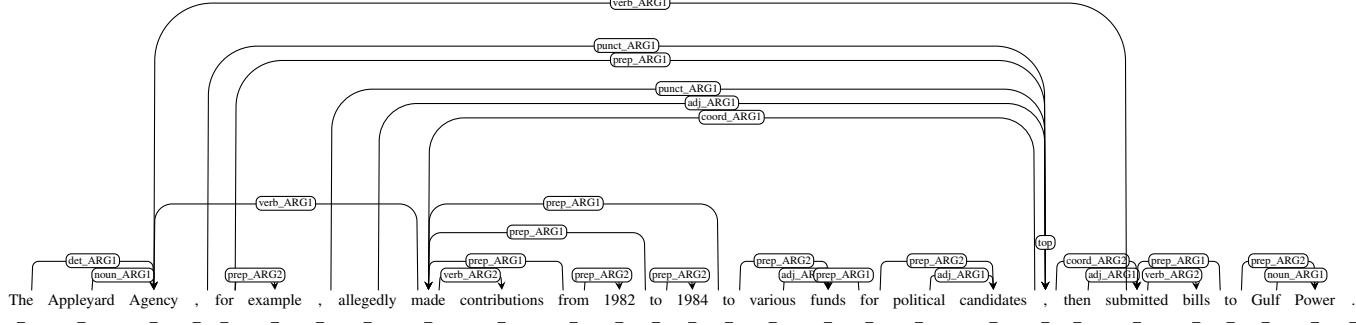 verb_ARG1
punct_ARG1
prep_ARG1
punct_ARG1
adj_ARG1
coord_ARG1
verb_ARG1 prep_ARG1
prep_ARG1
top
det_ARG1 prep_ARG1 prep_ARG2 prep_ARG2 coord_ARG2 prep_ARG1 prep_ARG2
noun_ARG1 prep_ARG2 verb_ARG2 prep_ARG2 prep_ARG2 adj_AR prep_ARG1 adj_ARG1 adj_ARG1 verb_ARG2 noun_ARG1
The Appleyard Agency , for example , allegedly made contributions from 1982 to 1984 to various funds for political candidates , then submitted bills to Gulf Power .